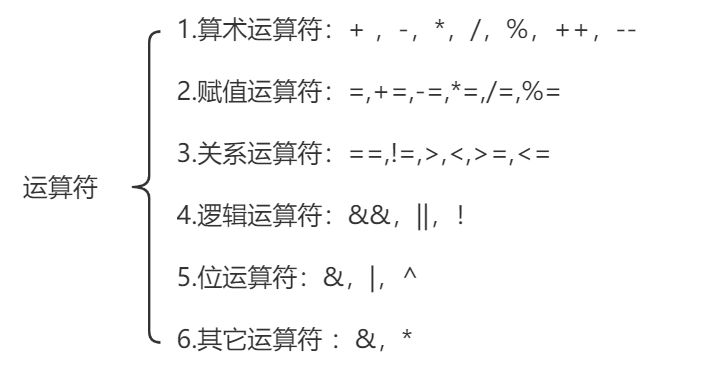 运算符
1.算术运算符：+ ，-，*，/，%，++，--
2.赋值运算符：=,+=,-=,*=,/=,%=
3.关系运算符：==,!=,>,<,>=,<=
4.逻辑运算符：&&，||，!
5.位运算符：&，|，^
6.其它运算符 ：&，*